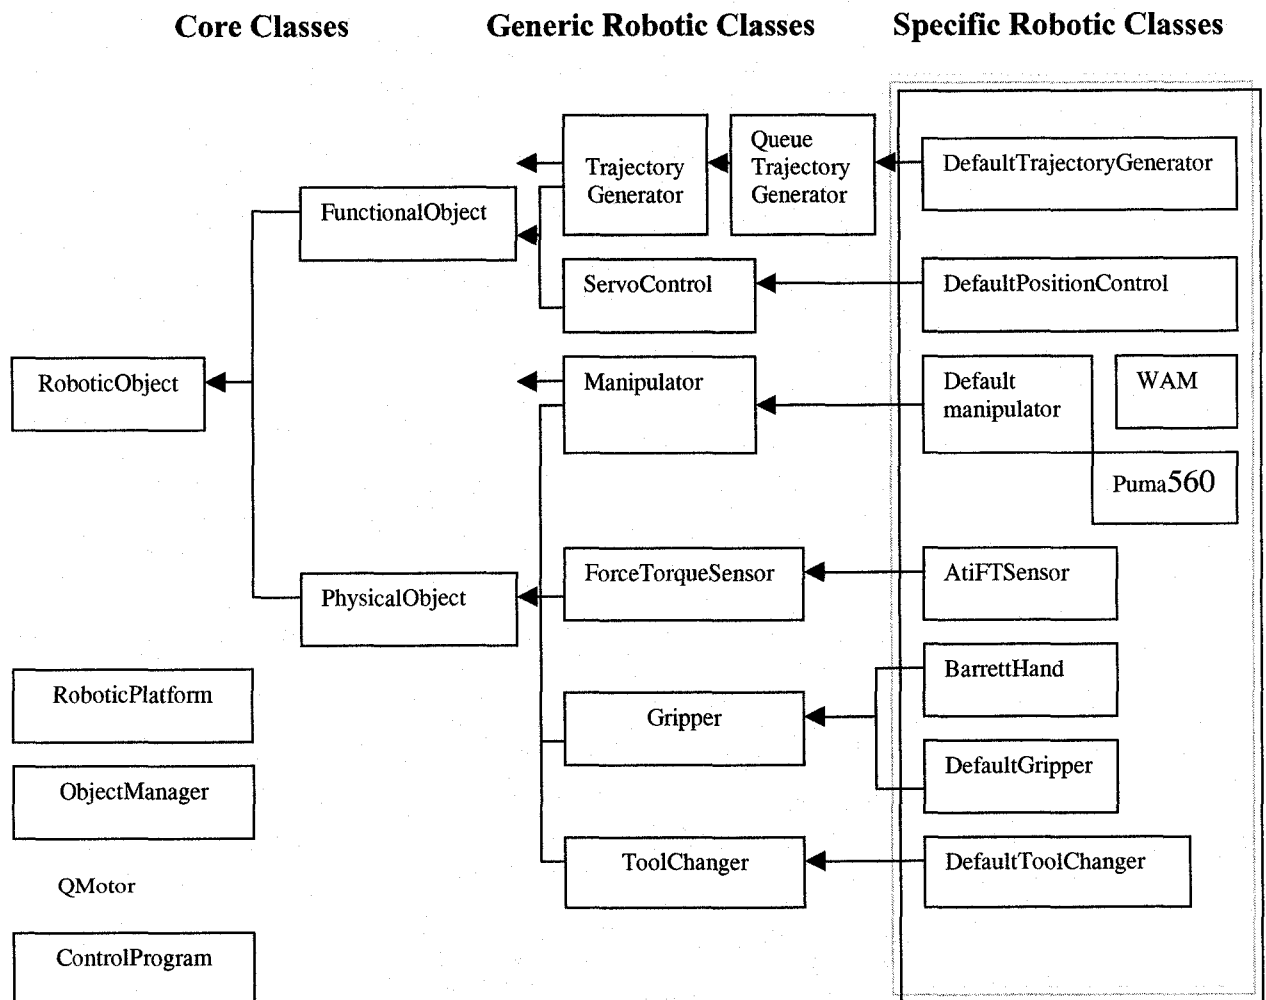 Core Classes
Generic Robotic Classes
Specific Robotic Classes
Trajectory
Generator
Queue
Trajectory
Generator
DefaultTrajectoryGenerator
FunctionalObject
ServoControl
DefaultPositionControl
RoboticObject
Manipulator
Default
manipulator
WAM
Puma560
PhysicalObject
ForceTorqueSensor
AtiFTSensor
RoboticPlatform
Gripper
BarrettHand
DefaultGripper
ObjectManager
ToolChanger
DefaultToolChanger
QMotor
ControlProgram